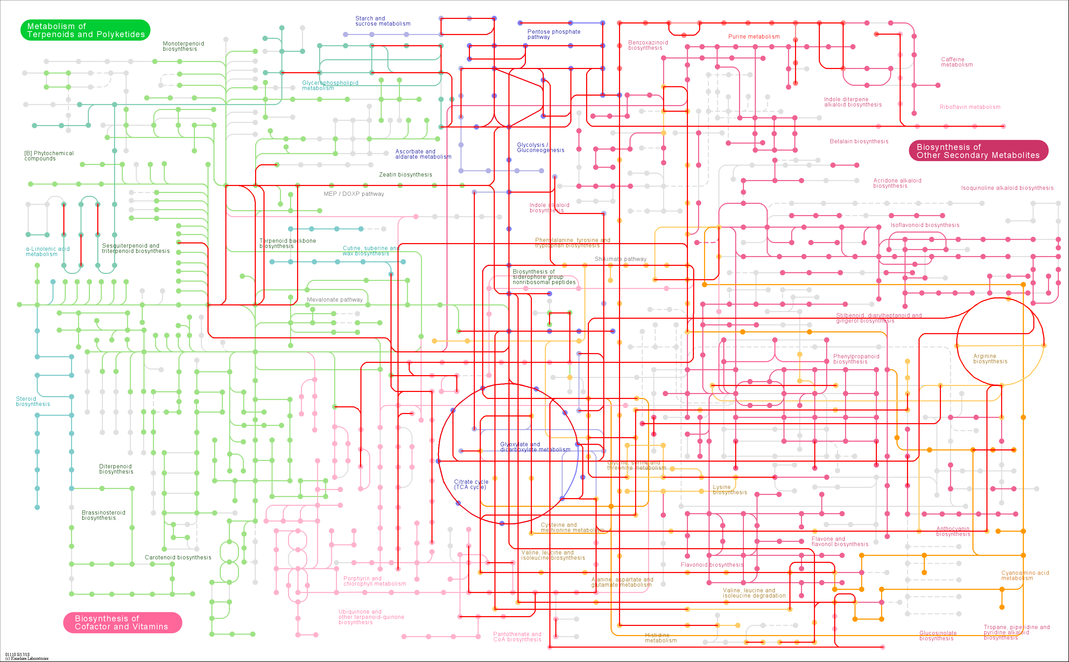 Metabolism of
Terpenoids and Polyketides
Starch and
sucrose metabolism
Pentose phosphate
pathway
Monoterpenoid
biosynthesis
Benzoxazinoid
biosynthesis
Purine metabolism
Caffeine
metabolism
Glycerophospholipid
metabolism
Indole diterpene
alkaloid biosynthesis
Riboflavin metabolism
Betalain biosynthesis
Biosynthesis of
Other Secondary Metabolites
[B] Phytochemical
compounds
Ascorbate and
aldarate metabolism
Glycolysis /
Gluconeogenesis
Zeatin biosynthesis
Acridone alkaloid
biosynthesis
Isoquinoline alkaloid biosynthesis
MEP / DOXP pathway
Indole alkaloid
biosynthesis
Isoflavonoid biosynthesis
α-Linolenic acid
metabolism
Sesquiterpenoid and
triterpenoid biosynthesis
Terpenoid backbone
biosynthesis
Cutine, suberine and
wax biosynthesis
Phenylalanine, tyrosine and
tryptophan biosynthesis
Shikimate pathway
Biosynthesis of
siderophore group
nonribosomal peptides
Mevalonate pathway
Stilbenoid, diarylheptanoid and
gingerol biosynthesis
Phenylpropanoid
biosynthesis
Arginine
biosynthesis
Steroid
biosynthesis
Glyoxylate and
dicarboxylate metabolism
Glycine, serine and
threonine metabolism
Diterpenoid
biosynthesis
Citrate cycle
(TCA cycle)
Lysine
biosynthesis
Brassinosteroid
biosynthesis
Cysteine and
methionine metabolism
Anthocyanin
biosynthesis
Flavone and
flavonol biosynthesis
Carotenoid biosynthesis
Valine, leucine and
isoleucine biosynthesis
Flavonoid biosynthesis
Porphyrin and
chlorophyll metabolism
Alanine, aspartate and
glutamate metabolism
Valine, leucine and
isoleucine degradation
Cyanoamino acid
metabolism
Biosynthesis of
Cofactor and Vitamins
Ubiquinone and
other terpenoid-quinone
biosynthesis
Pantothenate and
CoA biosynthesis
Histidine
metabolism
Glucosinolate
biosynthesis
Tropane, piperidine and
pyridine alkaloid
biosynthesis
(c) Kanehisa Laboratories